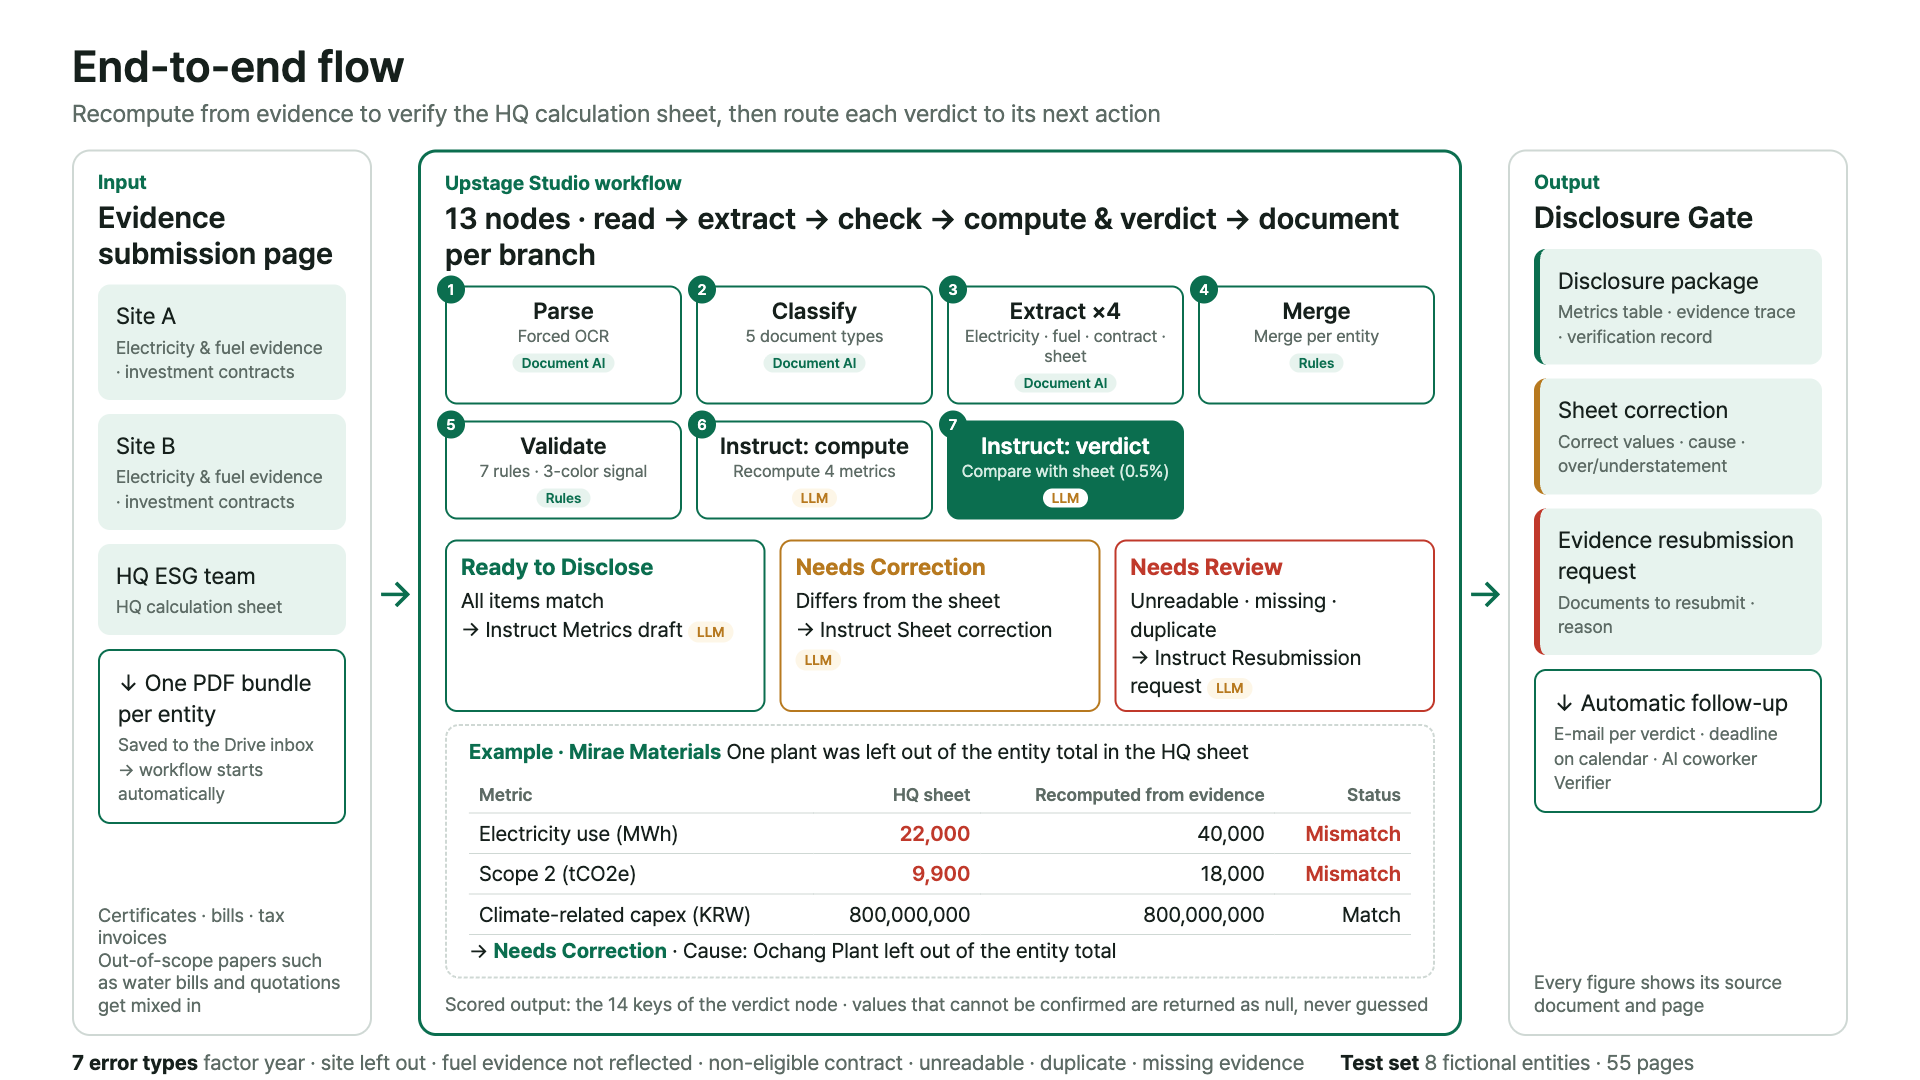 End-to-end flow
Recompute from evidence to verify the HQ calculation sheet, then route each verdict to its next action
Input
Evidence
submission page
Site A
Electricity & fuel evidence
· investment contracts
Site B
Electricity & fuel evidence
· investment contracts
HQ ESG team
HQ calculation sheet
↓ One PDF bundle
per entity
Saved to the Drive inbox
→ workflow starts
automatically
Certificates · bills · tax
invoices
Out-of-scope papers such
as water bills and quotations
get mixed in
→
Upstage Studio workflow
13 nodes · read → extract → check → compute & verdict → document
per branch
1
Parse
Forced OCR
Document AI
2
Classify
5 document types
Document AI
3
Extract ×4
Electricity · fuel · contract ·
sheet
Document AI
4
Merge
Merge per entity
Rules
5
Validate
7 rules · 3-color signal
Rules
6
Instruct: compute
Recompute 4 metrics
LLM
7
Instruct: verdict
Compare with sheet (0.5%)
LLM
Ready to Disclose
All items match
→ Instruct Metrics draft LLM
Needs Correction
Differs from the sheet
→ Instruct Sheet correction
LLM
Needs Review
Unreadable · missing ·
duplicate
→ Instruct Resubmission
request LLM
Example · Mirae Materials One plant was left out of the entity total in the HQ sheet
Metric HQ sheet Recomputed from evidence Status
Electricity use (MWh) 22,000 40,000 Mismatch
Scope 2 (tCO2e) 9,900 18,000 Mismatch
Climate-related capex (KRW) 800,000,000 800,000,000 Match
→ Needs Correction · Cause: Ochang Plant left out of the entity total
Scored output: the 14 keys of the verdict node · values that cannot be confirmed are returned as null, never guessed
→
Output
Disclosure Gate
Disclosure package
Metrics table · evidence trace
· verification record
Sheet correction
Correct values · cause ·
over/understatement
Evidence resubmission
request
Documents to resubmit ·
reason
↓ Automatic follow-up
E-mail per verdict · deadline
on calendar · AI coworker
Verifier
Every figure shows its source
document and page
7 error types factor year · site left out · fuel evidence not reflected · non-eligible contract · unreadable · duplicate · missing evidence Test set 8 fictional entities · 55 pages